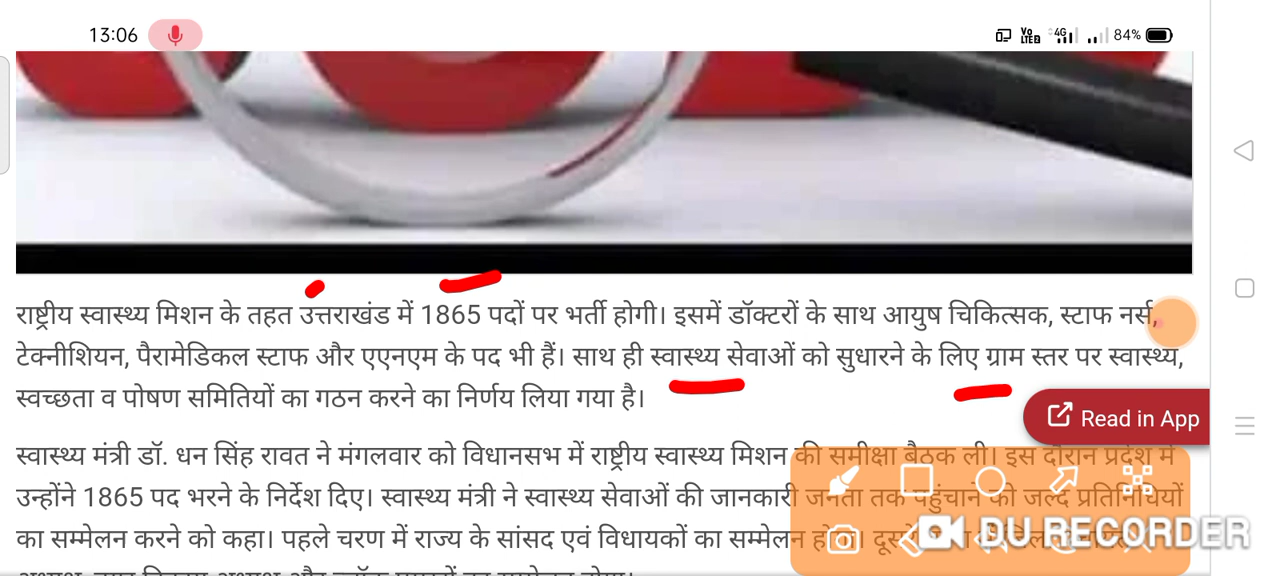 13:06
Vo LTE2 4G 84%
राष्ट्रीय स्वास्थ्य मिशन के तहत उत्तराखंड में 1865 पदों पर भर्ती होगी। इसमें डॉक्टरों के साथ आयुष चिकित्सक, स्टाफ नर्स,
टेक्नीशियन, पैरामेडिकल स्टाफ और एएनएम के पद भी हैं। साथ ही स्वास्थ्य सेवाओं को सुधारने के लिए ग्राम स्तर पर स्वास्थ्य,
स्वच्छता व पोषण समितियों का गठन करने का निर्णय लिया गया है।
Read in App
स्वास्थ्य मंत्री डॉ. धन सिंह रावत ने मंगलवार को विधानसभ में राष्ट्रीय स्वास्थ्य मिशन की समीक्षा बैठक ली। इस दौरान प्रदेश में
उन्होंने 1865 पद भरने के निर्देश दिए। स्वास्थ्य मंत्री ने स्वास्थ्य सेवाओं की जानकारी जनता तक पहुंचाने को जल्द प्रतिनिधियों
का सम्मेलन करने को कहा। पहले चरण में राज्य के सांसद एवं विधायकों का सम्मेलन
DU RECORDER